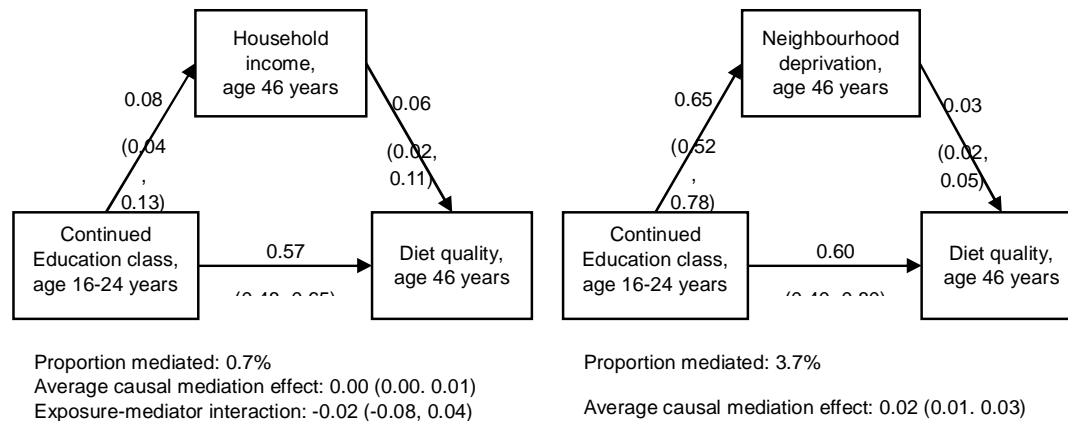 Household
income,
age 46 years
0.08
(0.04
,
0.13)
0.06
(0.02,
0.11)
Continued
Education class,
age 16-24 years
0.57
Diet quality,
age 46 years
Proportion mediated: 0.7%
Average causal mediation effect: 0.00 (0.00. 0.01)
Exposure-mediator interaction: -0.02 (-0.08, 0.04)
Neighbourhood
deprivation,
age 46 years
0.65
(0.52
,
0.78)
0.03
(0.02,
0.05)
Continued
Education class,
age 16-24 years
0.60
Diet quality,
age 46 years
Proportion mediated: 3.7%
Average causal mediation effect: 0.02 (0.01. 0.03)